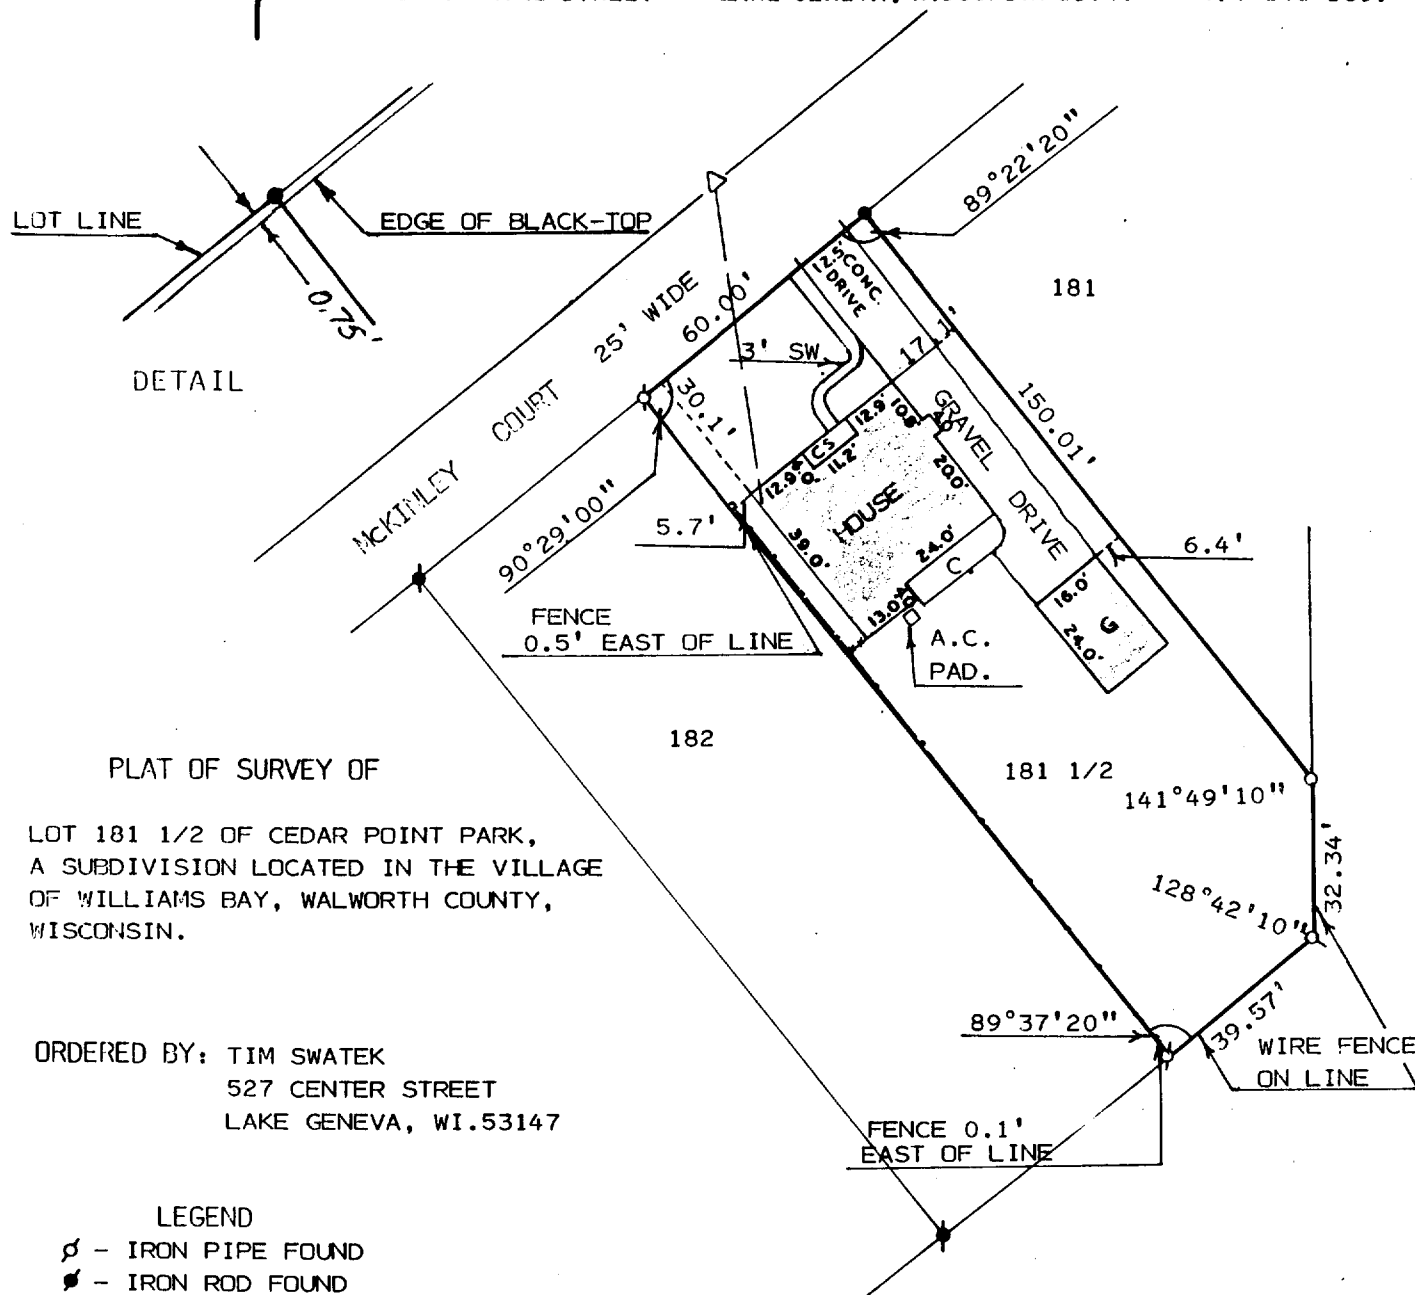 LOT LINE
EDGE OF BLACK-TOP
0.75'
DETAIL
89°22'20"
181
McKINLEY COURT 25' WIDE
60.00'
12.5'
CONC.
DRIVE
3' SW
17.1'
150.01'
30.1'
GRAVEL DRIVE
12.9'
10.8'
CS
11.2'
12.9'
20.0'
HOUSE
39.0'
24.0'
C.
13.0'
90°29'00"
5.7'
6.4'
16.0'
24.0'
G
FENCE
0.5' EAST OF LINE
A.C.
PAD.
182
181 1/2
141°49'10"
32.34'
128°42'10"
39.57'
89°37'20"
WIRE FENCE
ON LINE
FENCE 0.1'
EAST OF LINE
PLAT OF SURVEY OF
LOT 181 1/2 OF CEDAR POINT PARK,
A SUBDIVISION LOCATED IN THE VILLAGE
OF WILLIAMS BAY, WALWORTH COUNTY,
WISCONSIN.
ORDERED BY: TIM SWATEK
527 CENTER STREET
LAKE GENEVA, WI.53147
LEGEND
- IRON PIPE FOUND
- IRON ROD FOUND